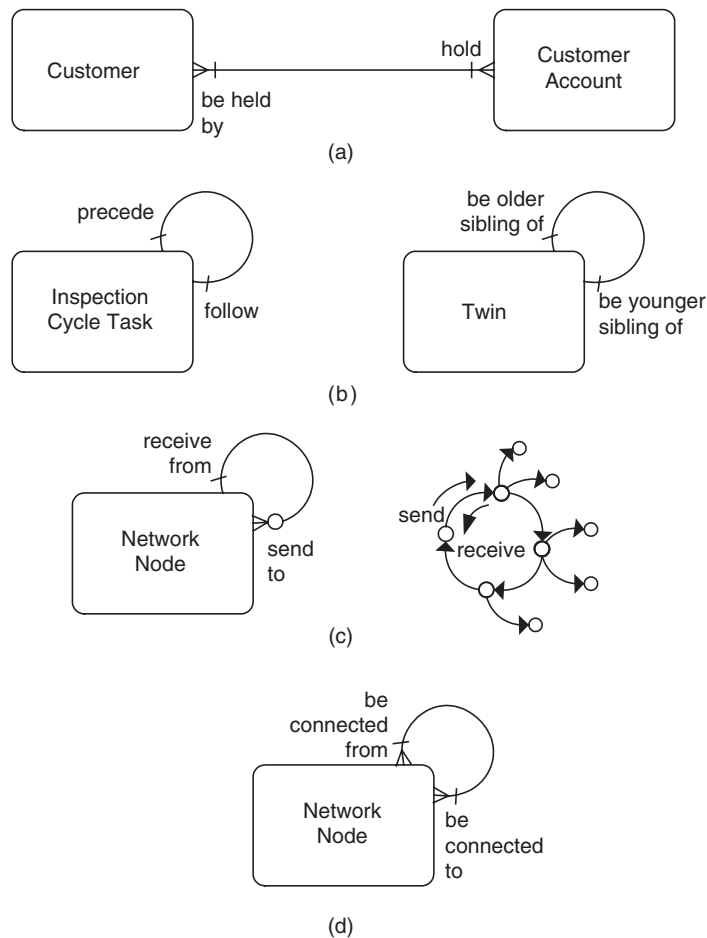 Customer
hold
Customer
Account
be held
by
(a)
precede
Inspection
Cycle Task
follow
be older
sibling of
Twin
be younger
sibling of
(b)
receive
from
Network
Node
send
to
send
receive
(c)
be
connected
from
Network
Node
be
connected
to
(d)